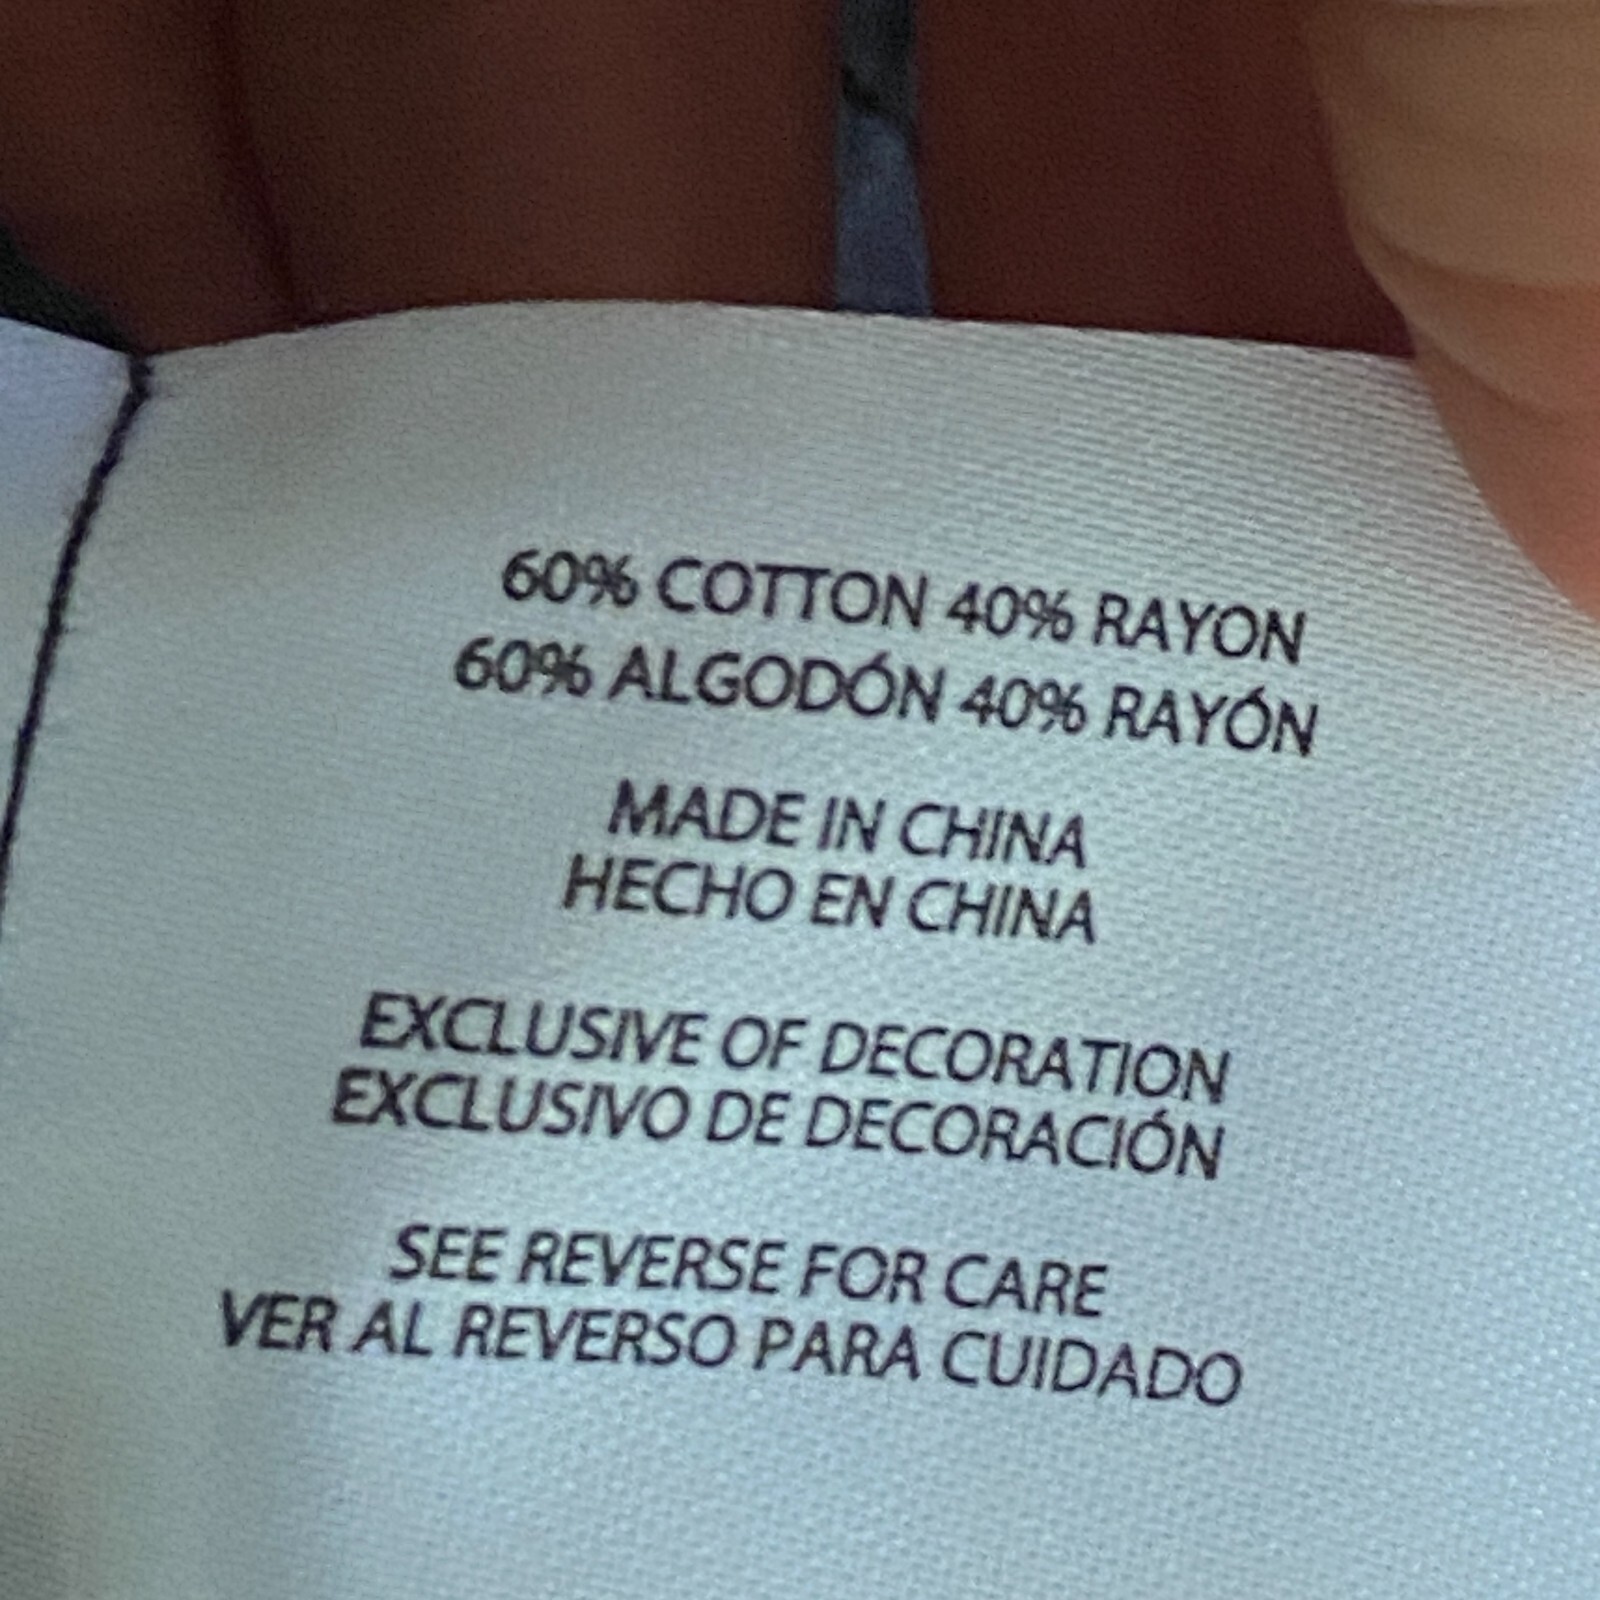 60% COTTON 40% RAYON
60% ALGODÓN 40% RAYÓN
MADE IN CHINA
HECHO EN CHINA
EXCLUSIVE OF DECORATION
EXCLUSIVO DE DECORACIÓN
SEE REVERSE FOR CARE
VER AL REVERSO PARA CUIDADO